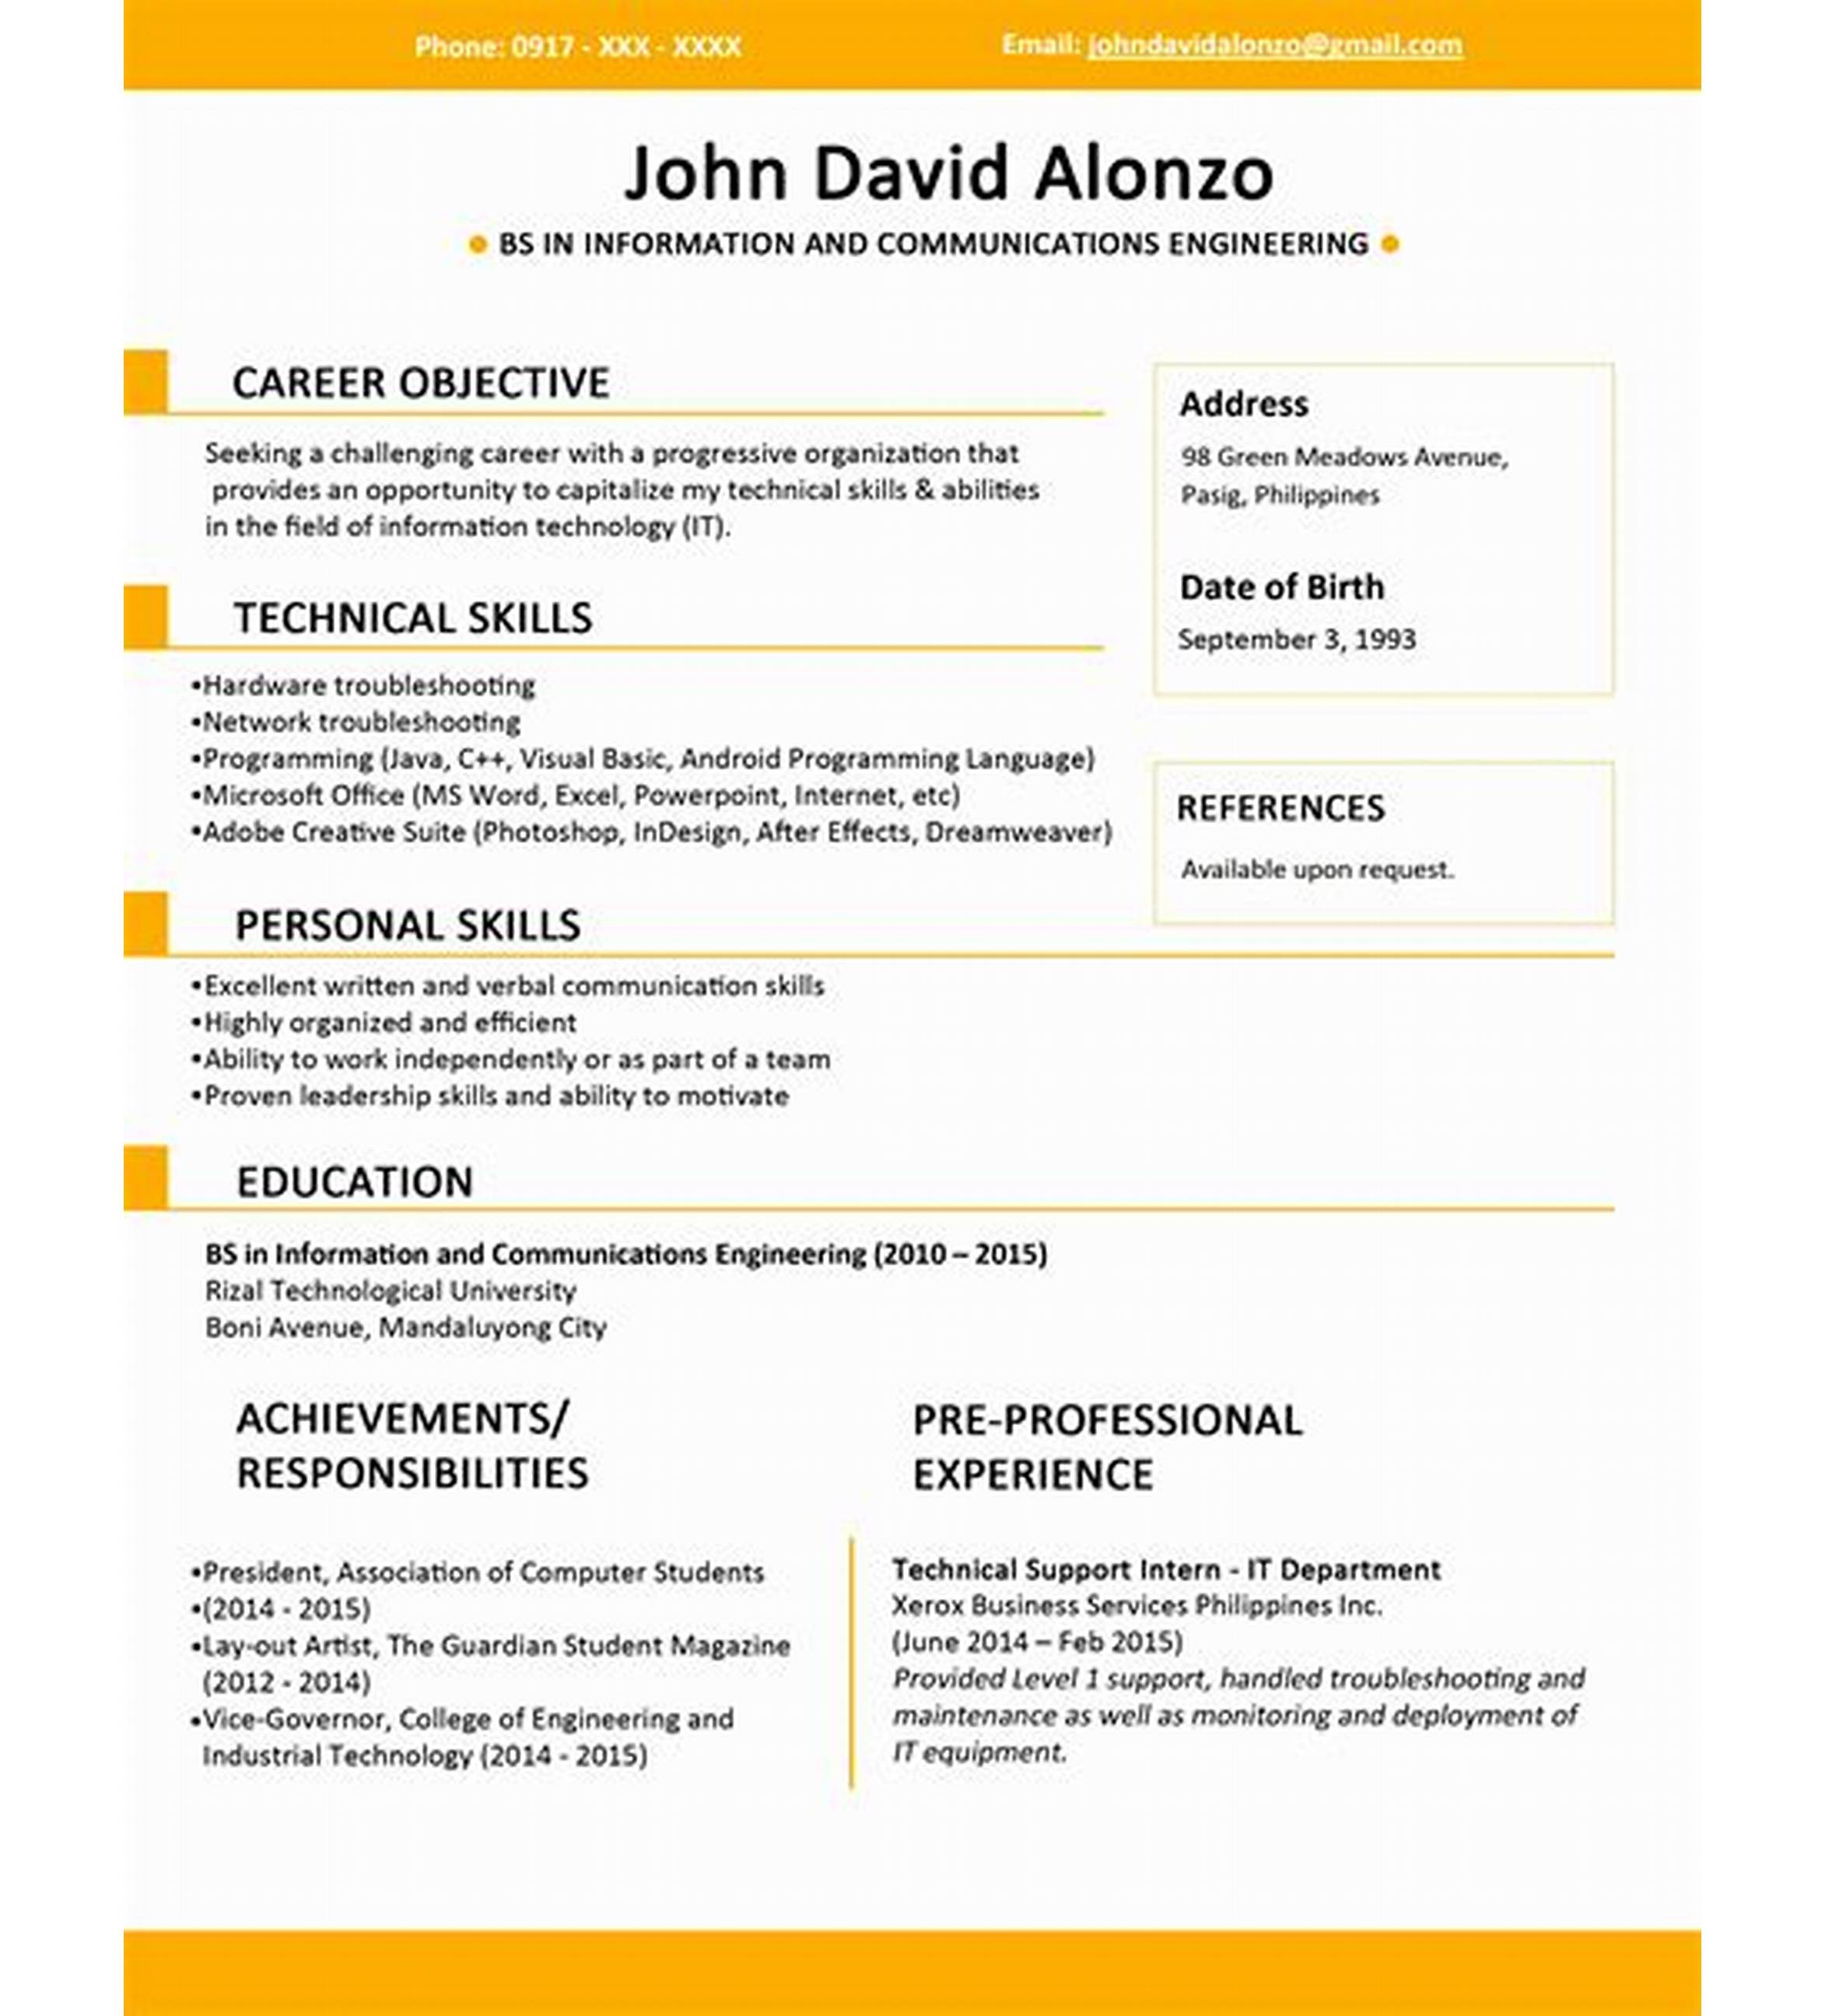 Phone: 0917 - XXX - XXXX
Email: johndavidalonzo@gmail.com
John David Alonzo
BS IN INFORMATION AND COMMUNICATIONS ENGINEERING
CAREER OBJECTIVE
Seeking a challenging career with a progressive organization that
provides an opportunity to capitalize my technical skills & abilities
in the field of information technology (IT).
Address
98 Green Meadows Avenue,
Pasig, Philippines
Date of Birth
September 3, 1993
TECHNICAL SKILLS
•Hardware troubleshooting
•Network troubleshooting
•Programming (Java, C++, Visual Basic, Android Programming Language)
•Microsoft Office (MS Word, Excel, Powerpoint, Internet, etc)
•Adobe Creative Suite (Photoshop, InDesign, After Effects, Dreamweaver)
REFERENCES
Available upon request.
PERSONAL SKILLS
•Excellent written and verbal communication skills
•Highly organized and efficient
•Ability to work independently or as part of a team
•Proven leadership skills and ability to motivate
EDUCATION
BS in Information and Communications Engineering (2010 – 2015)
Rizal Technological University
Boni Avenue, Mandaluyong City
ACHIEVEMENTS/
RESPONSIBILITIES
•President, Association of Computer Students
•(2014 - 2015)
•Lay-out Artist, The Guardian Student Magazine
(2012 - 2014)
•Vice-Governor, College of Engineering and
Industrial Technology (2014 - 2015)
PRE-PROFESSIONAL
EXPERIENCE
Technical Support Intern - IT Department
Xerox Business Services Philippines Inc.
(June 2014 – Feb 2015)
Provided Level 1 support, handled troubleshooting and
maintenance as well as monitoring and deployment of
IT equipment.